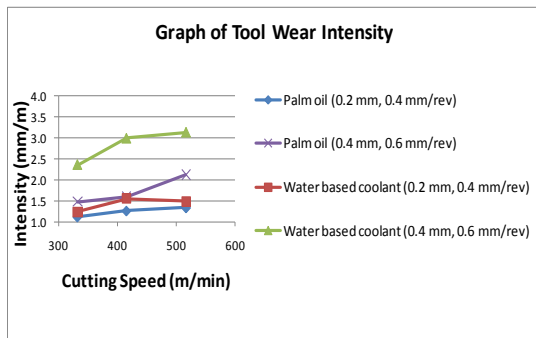 Graph of Tool Wear Intensity
Intensity (mm/m)
4.0
3.5
3.0
2.5
2.0
1.5
1.0
300 400 500 600
Cutting Speed (m/min)
Palm oil (0.2 mm, 0.4 mm/rev)
Palm oil (0.4 mm, 0.6 mm/rev)
Water based coolant (0.2 mm, 0.4 mm/rev)
Water based coolant (0.4 mm, 0.6 mm/rev)